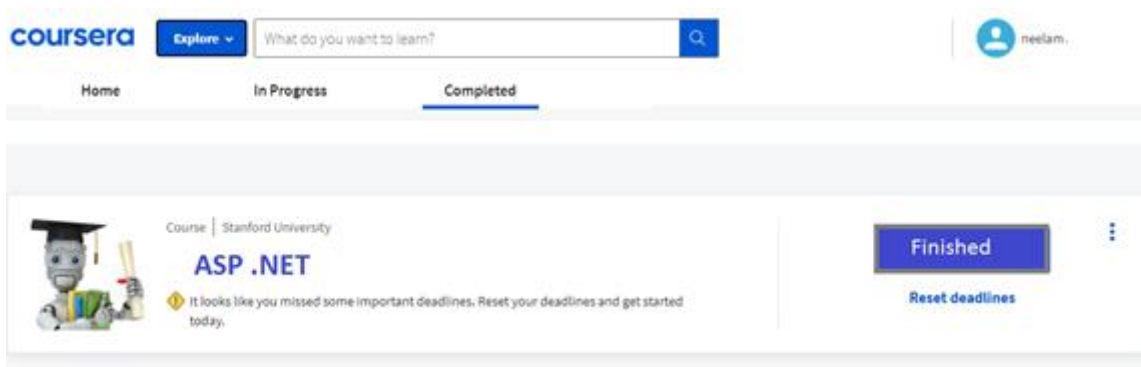 coursera Explore What do you want to learn? neelam.
Home In Progress Completed
Course | Stanford University
ASP .NET
It looks like you missed some important deadlines. Reset your deadlines and get started
today.
Finished
Reset deadlines